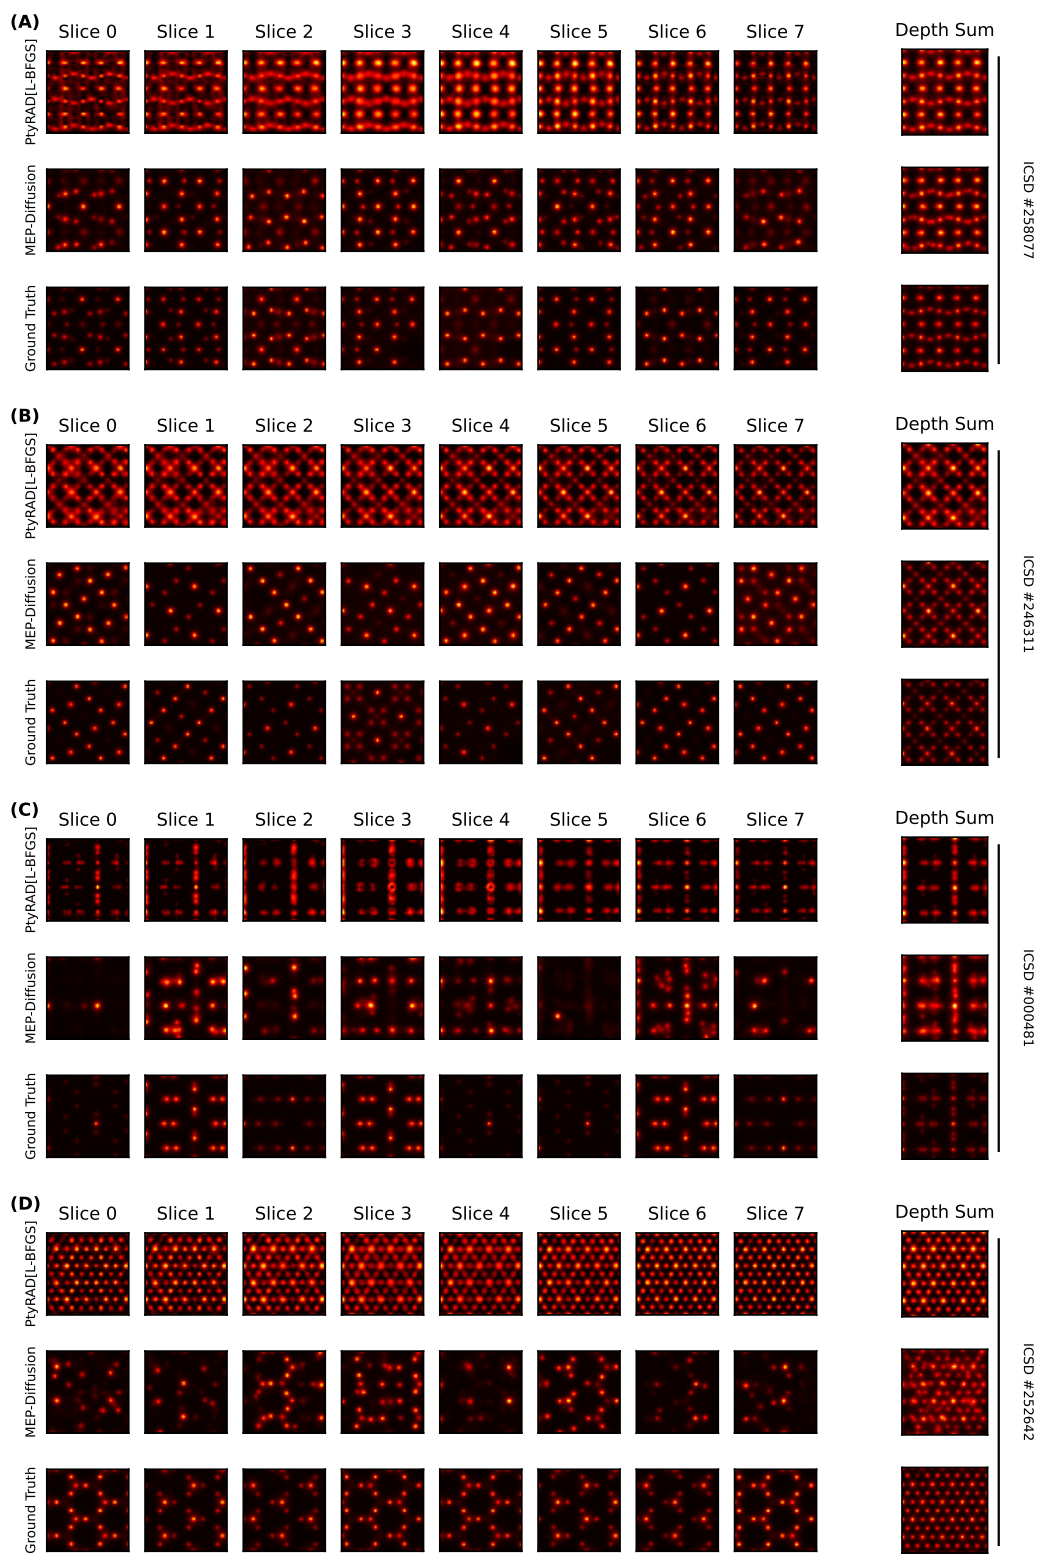 (A)
Slice 0 Slice 1 Slice 2 Slice 3 Slice 4 Slice 5 Slice 6 Slice 7 Depth Sum
PtyRAD[L-BFGS]
MEP-Diffusion
Ground Truth
ICSD #258077
(B)
Slice 0 Slice 1 Slice 2 Slice 3 Slice 4 Slice 5 Slice 6 Slice 7 Depth Sum
PtyRAD[L-BFGS]
MEP-Diffusion
Ground Truth
ICSD #246311
(C)
Slice 0 Slice 1 Slice 2 Slice 3 Slice 4 Slice 5 Slice 6 Slice 7 Depth Sum
PtyRAD[L-BFGS]
MEP-Diffusion
Ground Truth
ICSD #000481
(D)
Slice 0 Slice 1 Slice 2 Slice 3 Slice 4 Slice 5 Slice 6 Slice 7 Depth Sum
PtyRAD[L-BFGS]
MEP-Diffusion
Ground Truth
ICSD #252642